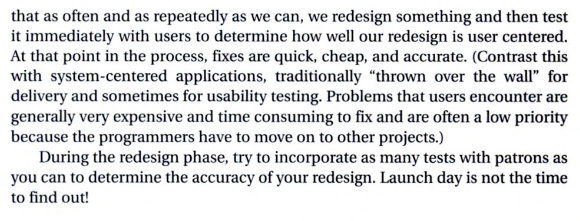 that as often and as repeatedly as we can, we redesign something and then test
it immediately with users to determine how well our redesign is user centered.
At that point in the process, fixes are quick, cheap, and accurate. (Contrast this
with system-centered applications, traditionally “thrown over the wall” for
delivery and sometimes for usability testing. Problems that users encounter are
generally very expensive and time consuming to fix and are often a low priority
because the programmers have to move on to other projects.)
During the redesign phase, try to incorporate as many tests with patrons as
you can to determine the accuracy of your redesign. Launch day is not the time
to find out!